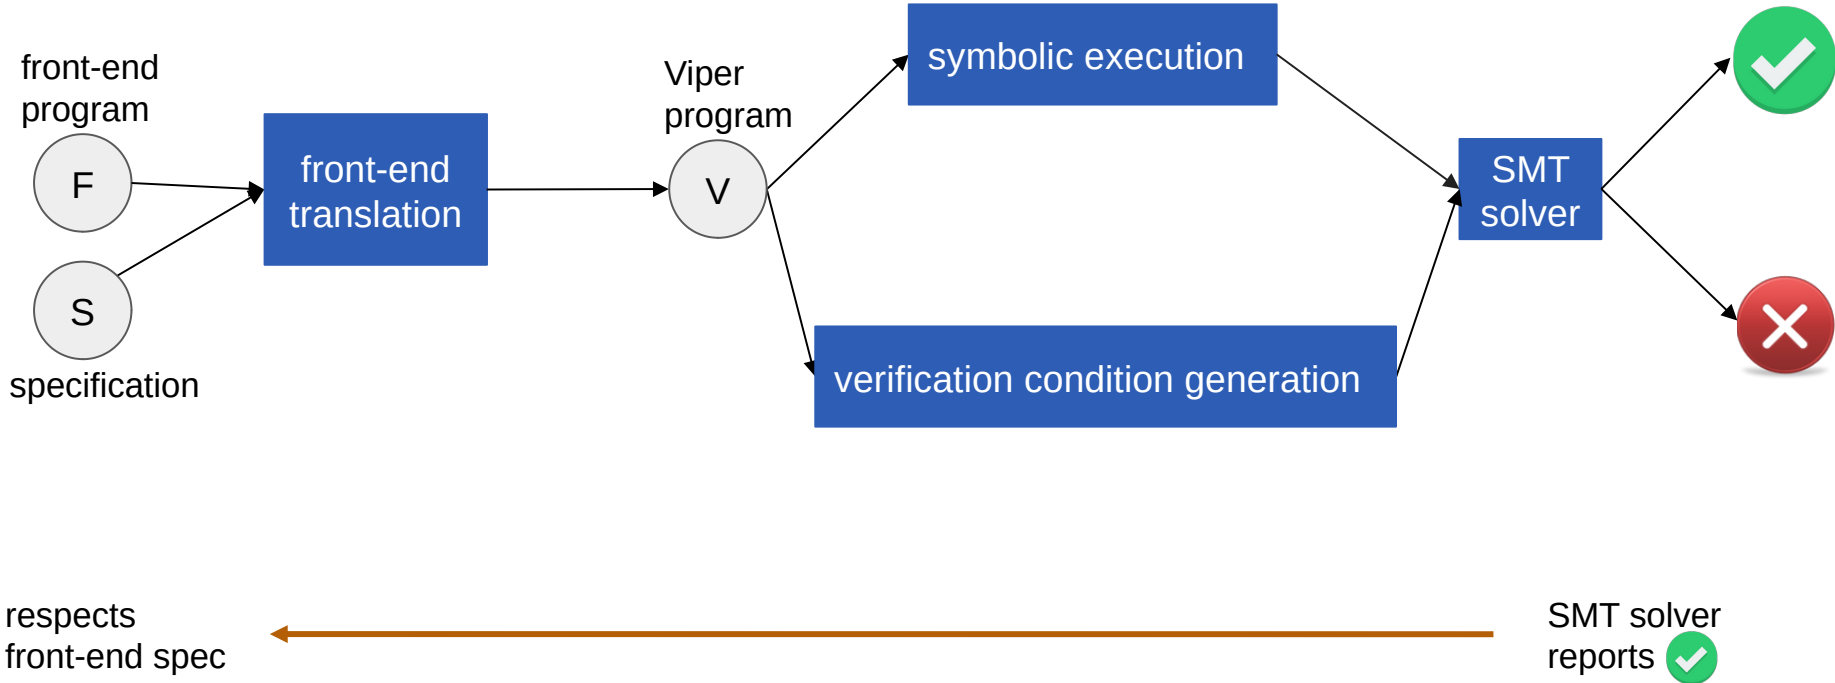 front-end
program
F
S
specification
front-end
translation
Viper
program
V
symbolic execution
verification condition generation
SMT
solver
respects
front-end spec
SMT solver
reports